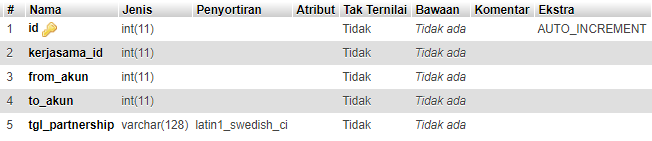 # Nama Jenis Penyortiran Atribut Tak Ternilai Bawaan Komentar Ekstra
1 id int(11) Tidak Tidak ada AUTO_INCREMENT
2 kerjasama_id int(11) Tidak Tidak ada
3 from_akun int(11) Tidak Tidak ada
4 to_akun int(11) Tidak Tidak ada
5 tgl_partnership varchar(128) latin1_swedish_ci Tidak Tidak ada